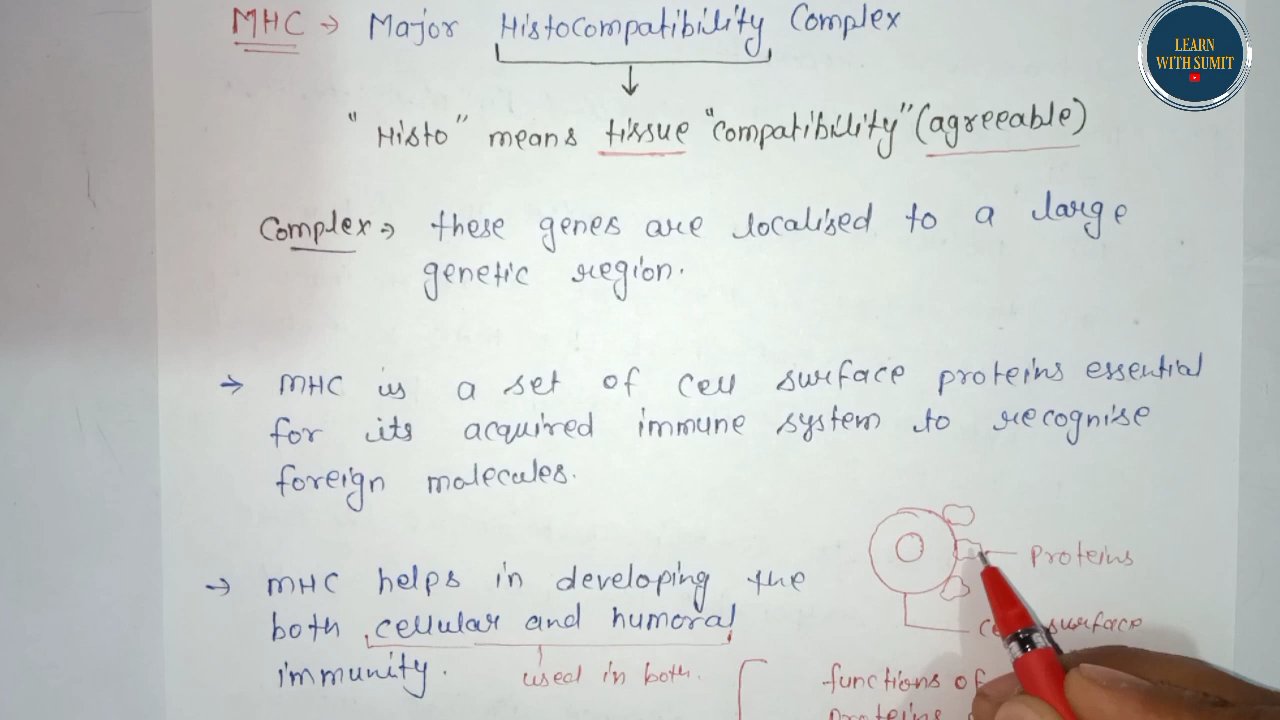 MHC → Major Histocompatibility Complex
LEARN
WITH SUMIT
"Histo" means tissue "compatibility" (agreeable)
Complex → these genes are localised to a large
genetic region.
→ MHC is a set of cell surface proteins essential
for its acquired immune system to recognise
foreign molecules.
Proteins
→ MHC helps in developing the
both cellular and humoral
immunity.
surface
used in both.
functions of
proteins